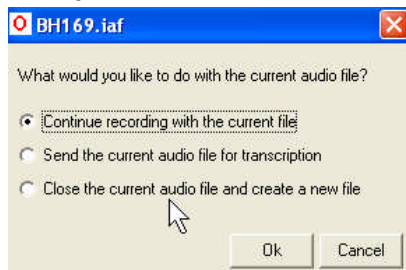 BH169.iaf
What would you like to do with the current audio file?
Continue recording with the current file
Send the current audio file for transcription
Close the current audio file and create a new file
Ok Cancel